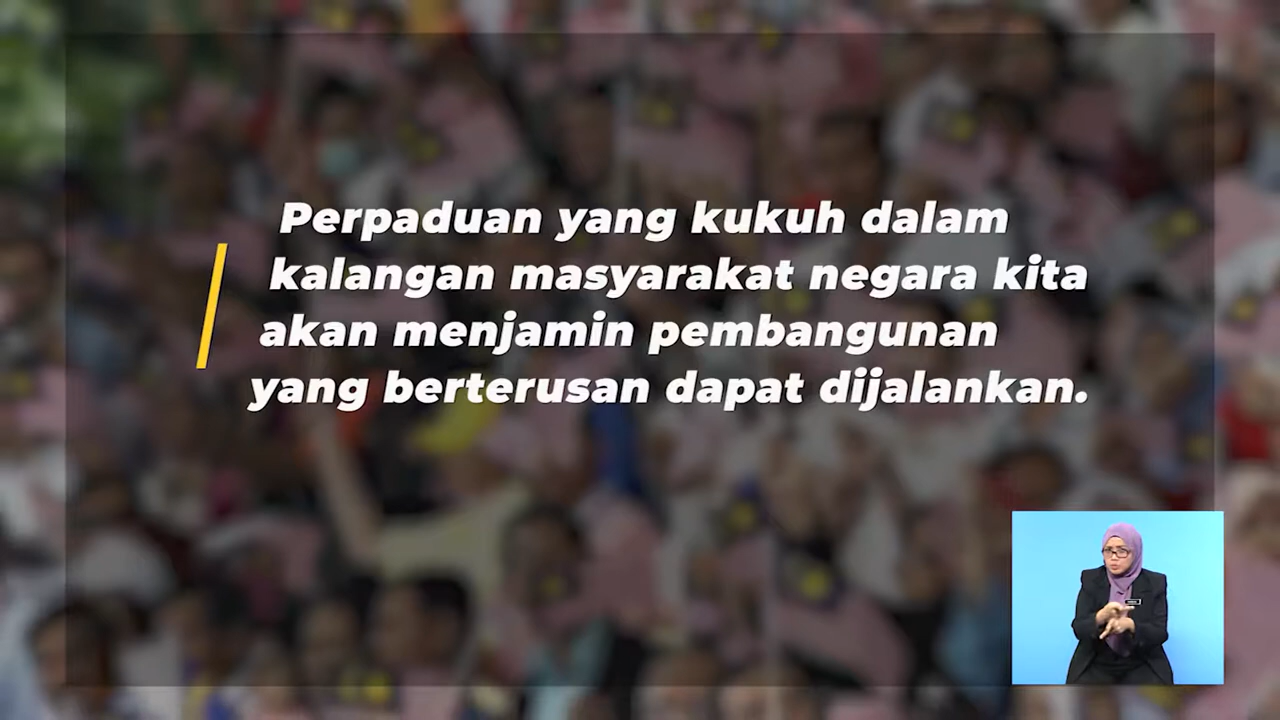 Perpaduan yang kukuh dalam
kalangan masyarakat negara kita
akan menjamin pembangunan
yang berterusan dapat dijalankan.